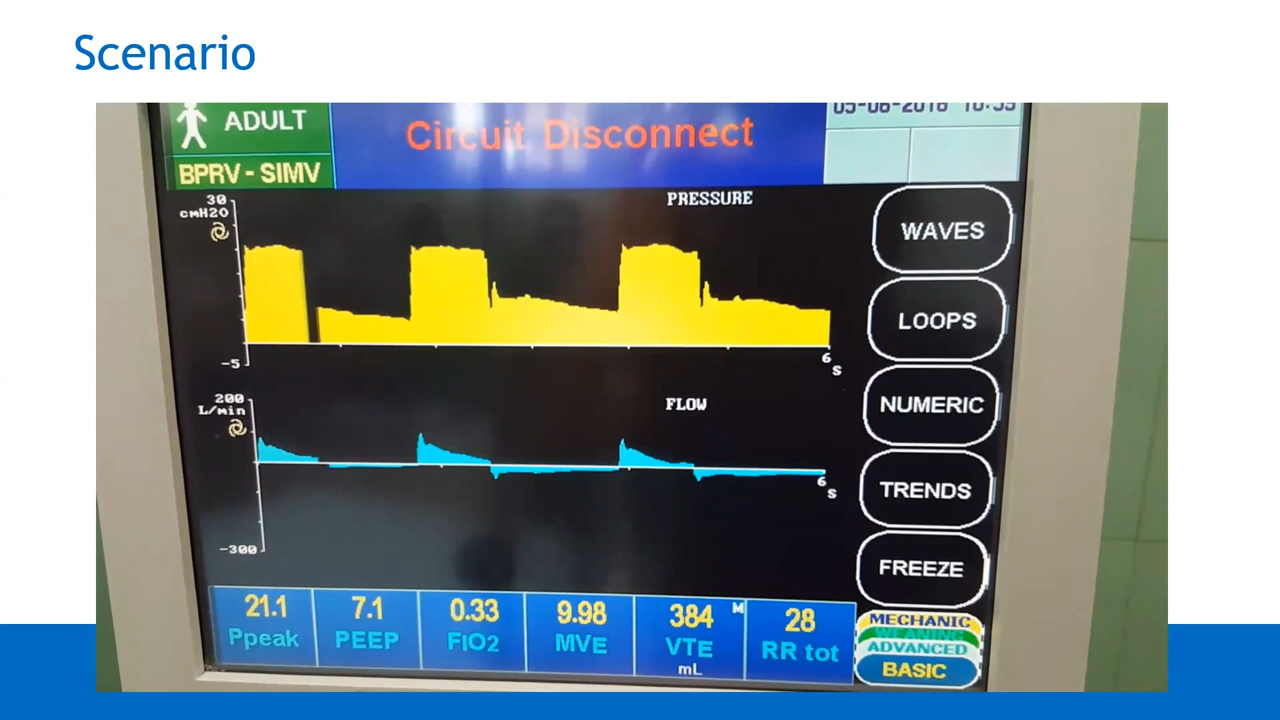 Scenario
ADULT
Circuit Disconnect
BPRV - SIMV
30
cmH2O
PRESSURE
-5
6
S
200
L/min
FLOW
6
S
-300
WAVES
LOOPS
NUMERIC
TRENDS
FREEZE
21.1
Ppeak
7.1
PEEP
0.33
FIO2
9.98
MVE
384 M
VTE
mL
28
RR tot
MECHANIC
WEANING
ADVANCED
BASIC